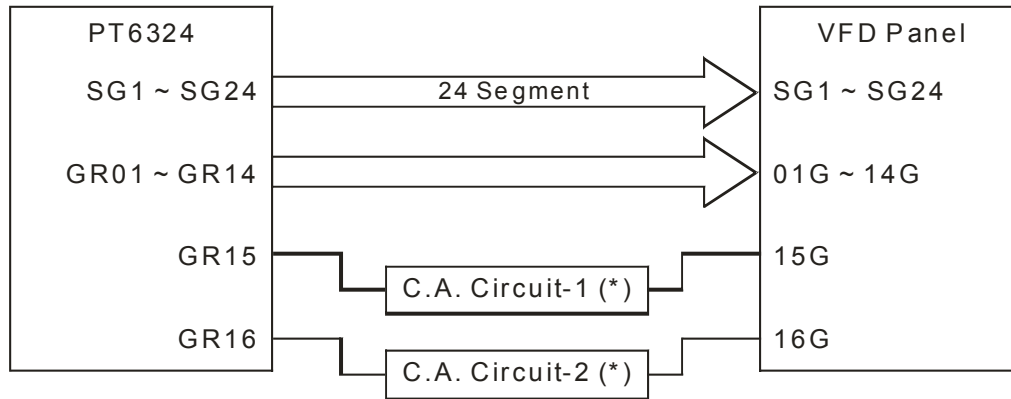 PT6324
VFD Panel
SG1 ~ SG24
24 Segment
SG1 ~ SG24
GR01 ~ GR14
01G ~ 14G
GR15
C.A. Circuit-1 (*)
15G
GR16
C.A. Circuit-2 (*)
16G